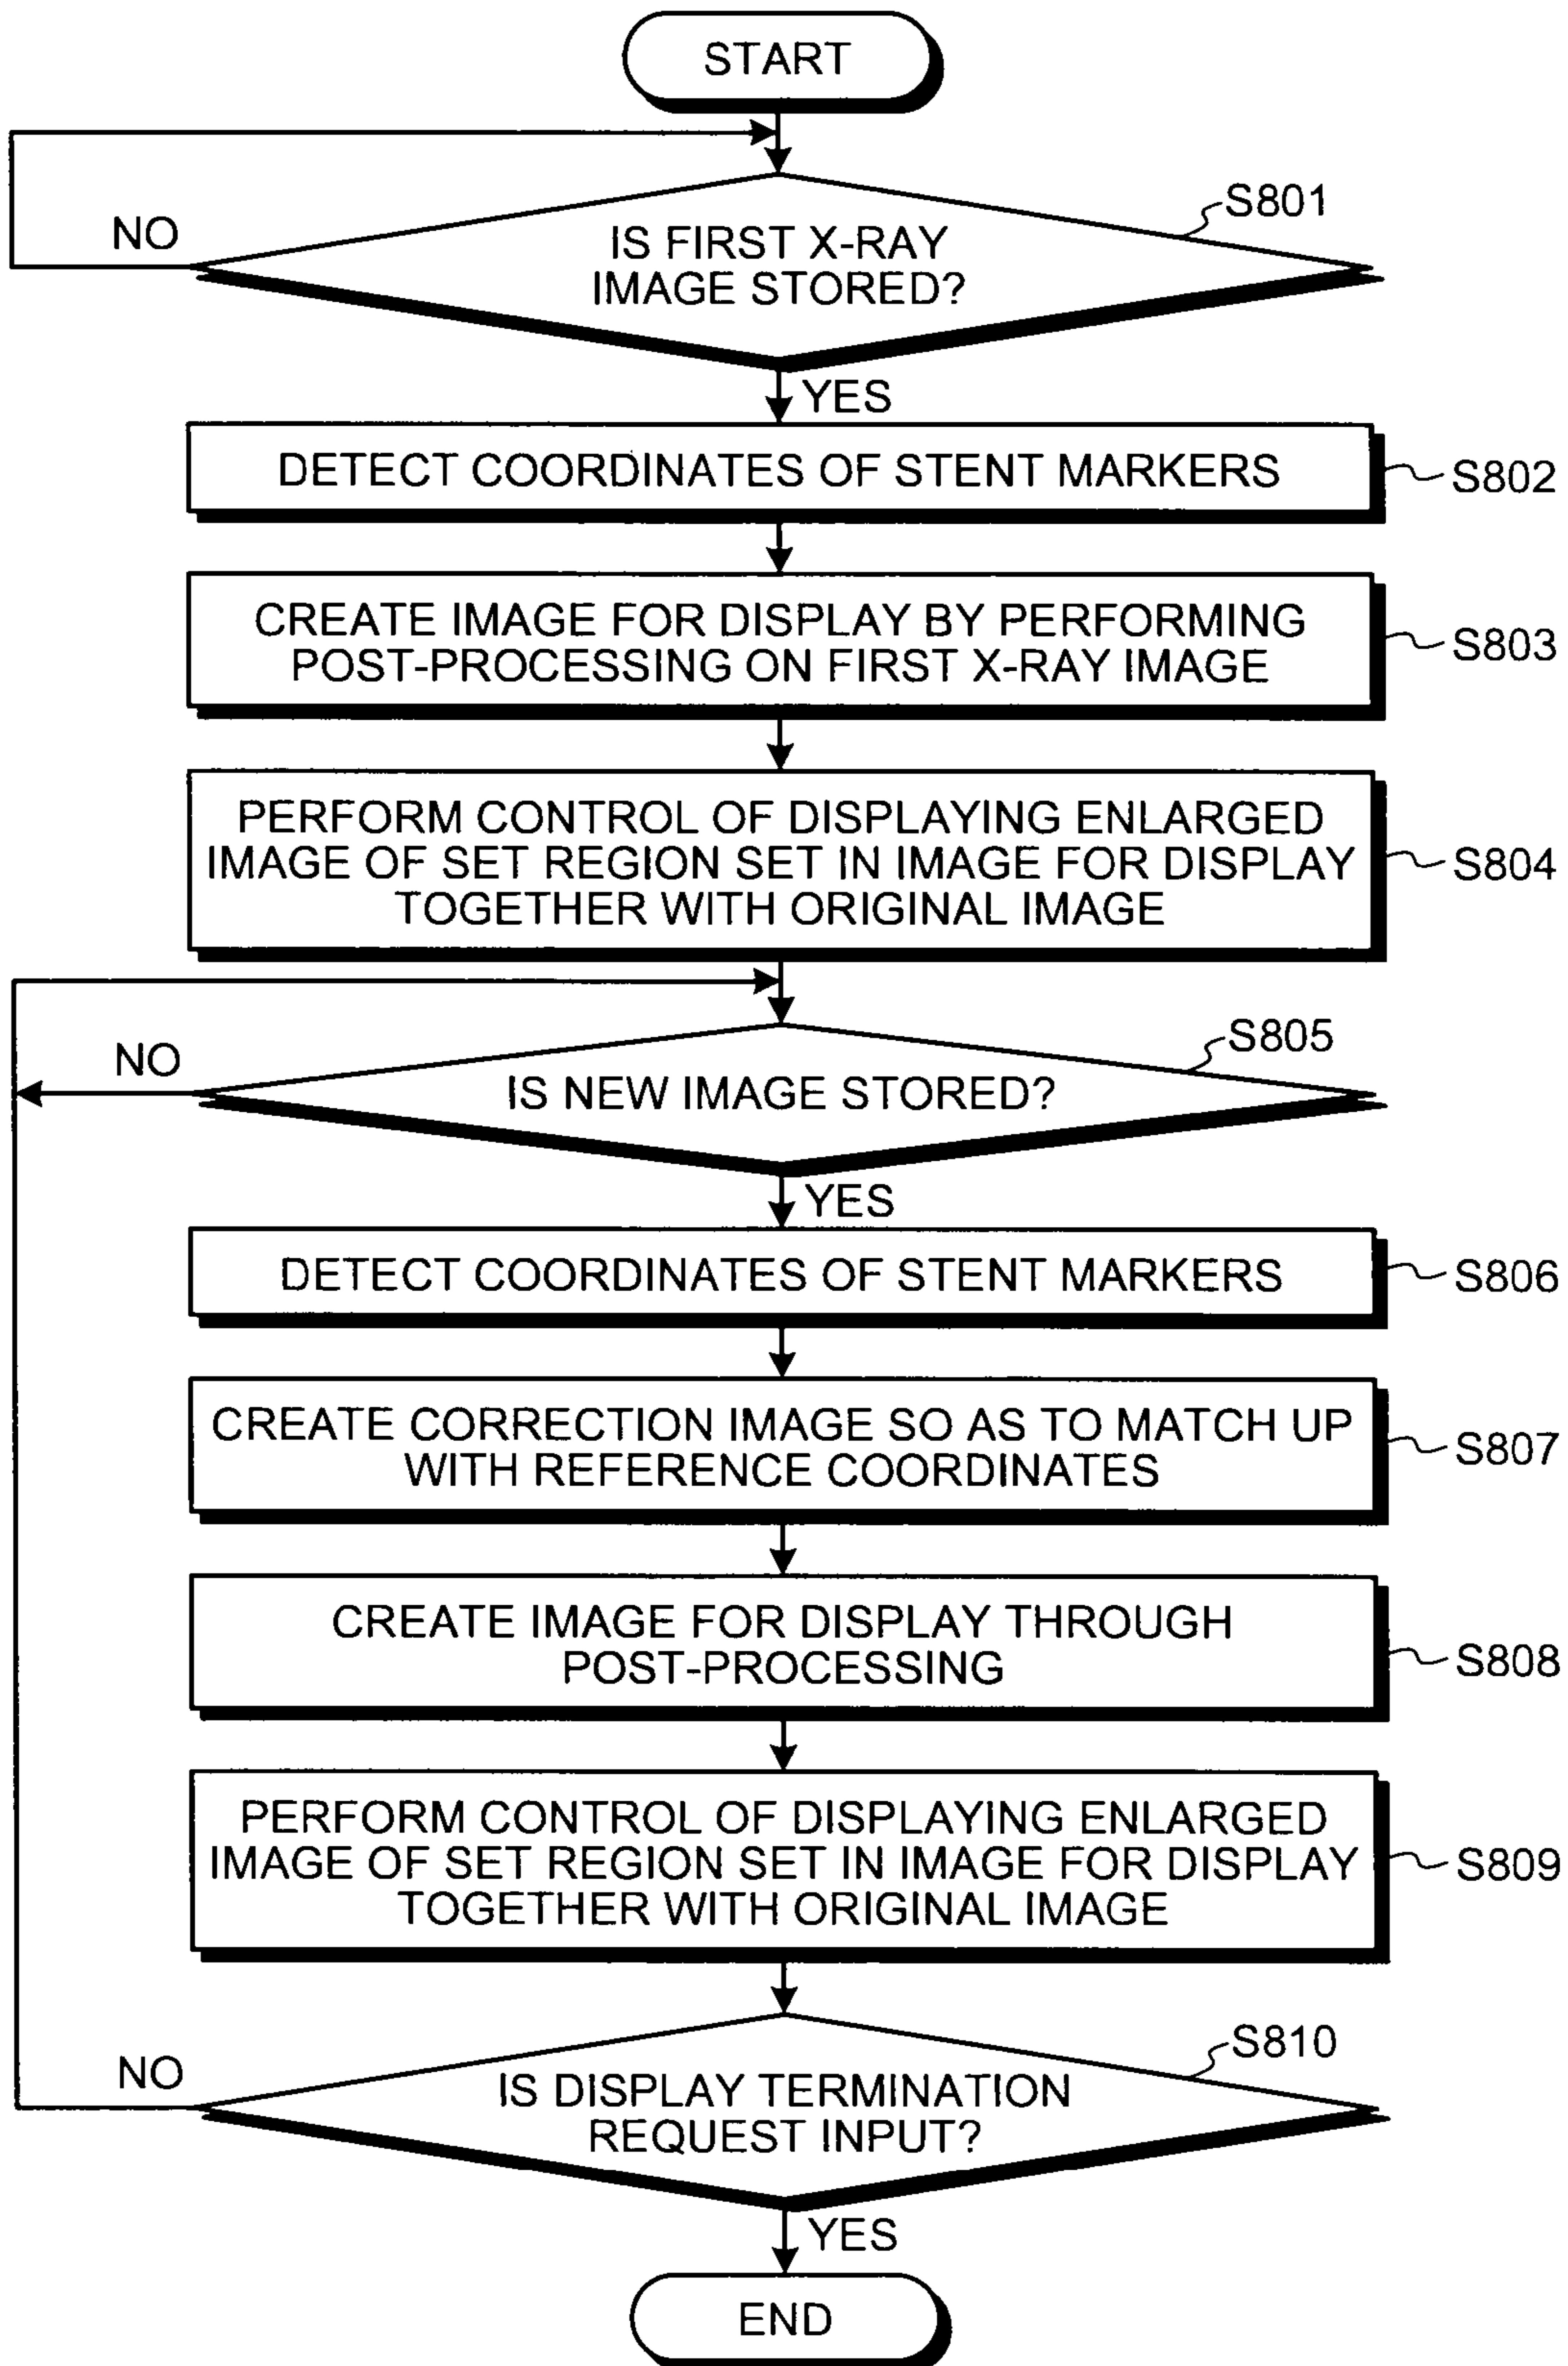 START
NO
S801
IS FIRST X-RAY
IMAGE STORED?
YES
DETECT COORDINATES OF STENT MARKERS
S802
CREATE IMAGE FOR DISPLAY BY PERFORMING
POST-PROCESSING ON FIRST X-RAY IMAGE
S803
PERFORM CONTROL OF DISPLAYING ENLARGED
IMAGE OF SET REGION SET IN IMAGE FOR DISPLAY
TOGETHER WITH ORIGINAL IMAGE
S804
NO
S805
IS NEW IMAGE STORED?
YES
DETECT COORDINATES OF STENT MARKERS
S806
CREATE CORRECTION IMAGE SO AS TO MATCH UP
WITH REFERENCE COORDINATES
S807
CREATE IMAGE FOR DISPLAY THROUGH
POST-PROCESSING
S808
PERFORM CONTROL OF DISPLAYING ENLARGED
IMAGE OF SET REGION SET IN IMAGE FOR DISPLAY
TOGETHER WITH ORIGINAL IMAGE
S809
NO
S810
IS DISPLAY TERMINATION
REQUEST INPUT?
YES
END